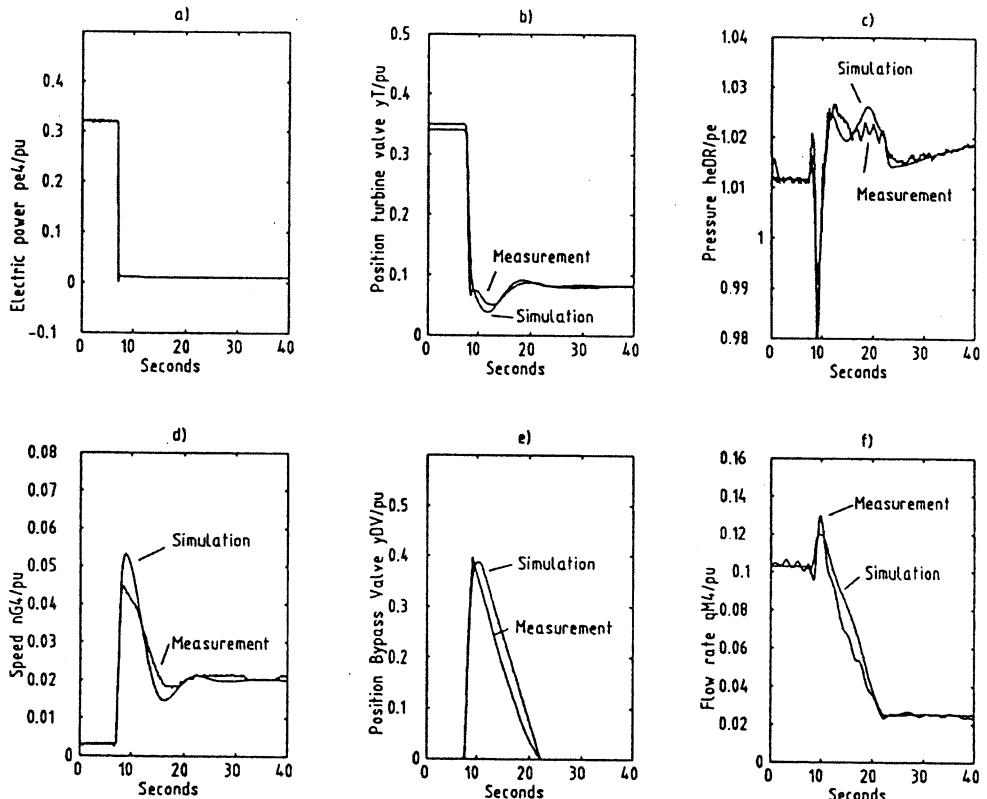 a)
Electric power pe4/pu
0.4
0.3
0.2
0.1
0
-0.1
0 10 20 30 40
Seconds
b)
Position turbine valve yT/pu
0.5
0.4
0.3
0.2
0.1
0
Measurement
Simulation
0 10 20 30 40
Seconds
c)
Pressure heDR/pe
1.04
1.03
1.02
1.01
1
0.99
0.98
Simulation
Measurement
0 10 20 30 40
Seconds
d)
Speed nG4/pu
0.08
0.07
0.06
0.05
0.04
0.03
0.02
0.01
0
Simulation
Measurement
0 10 20 30 40
Seconds
e)
Position Bypass Valve yDV/pu
0.5
0.4
0.3
0.2
0.1
0
Simulation
Measurement
0 10 20 30 40
Seconds
f)
Flow rate qM4/pu
0.16
0.14
0.12
0.1
0.08
0.06
0.04
0.02
0
Measurement
Simulation
0 10 20 30 40
Seconds